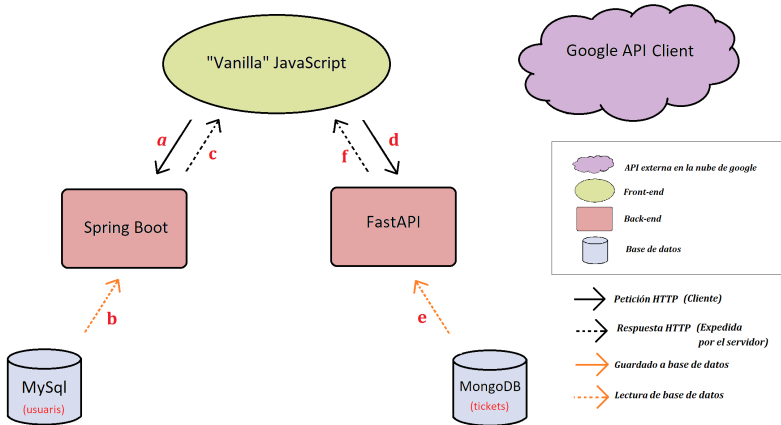 "Vanilla" JavaScript
Google API Client
a
c
f
d
Spring Boot
FastAPI
b
e
MySql
(usuaris)
MongoDB
(tickets)
API externa en la nube de google
Front-end
Back-end
Base de datos
Petición HTTP (Cliente)
Respuesta HTTP (Expedida
por el servidor)
Guardado a base de datos
Lectura de base de datos